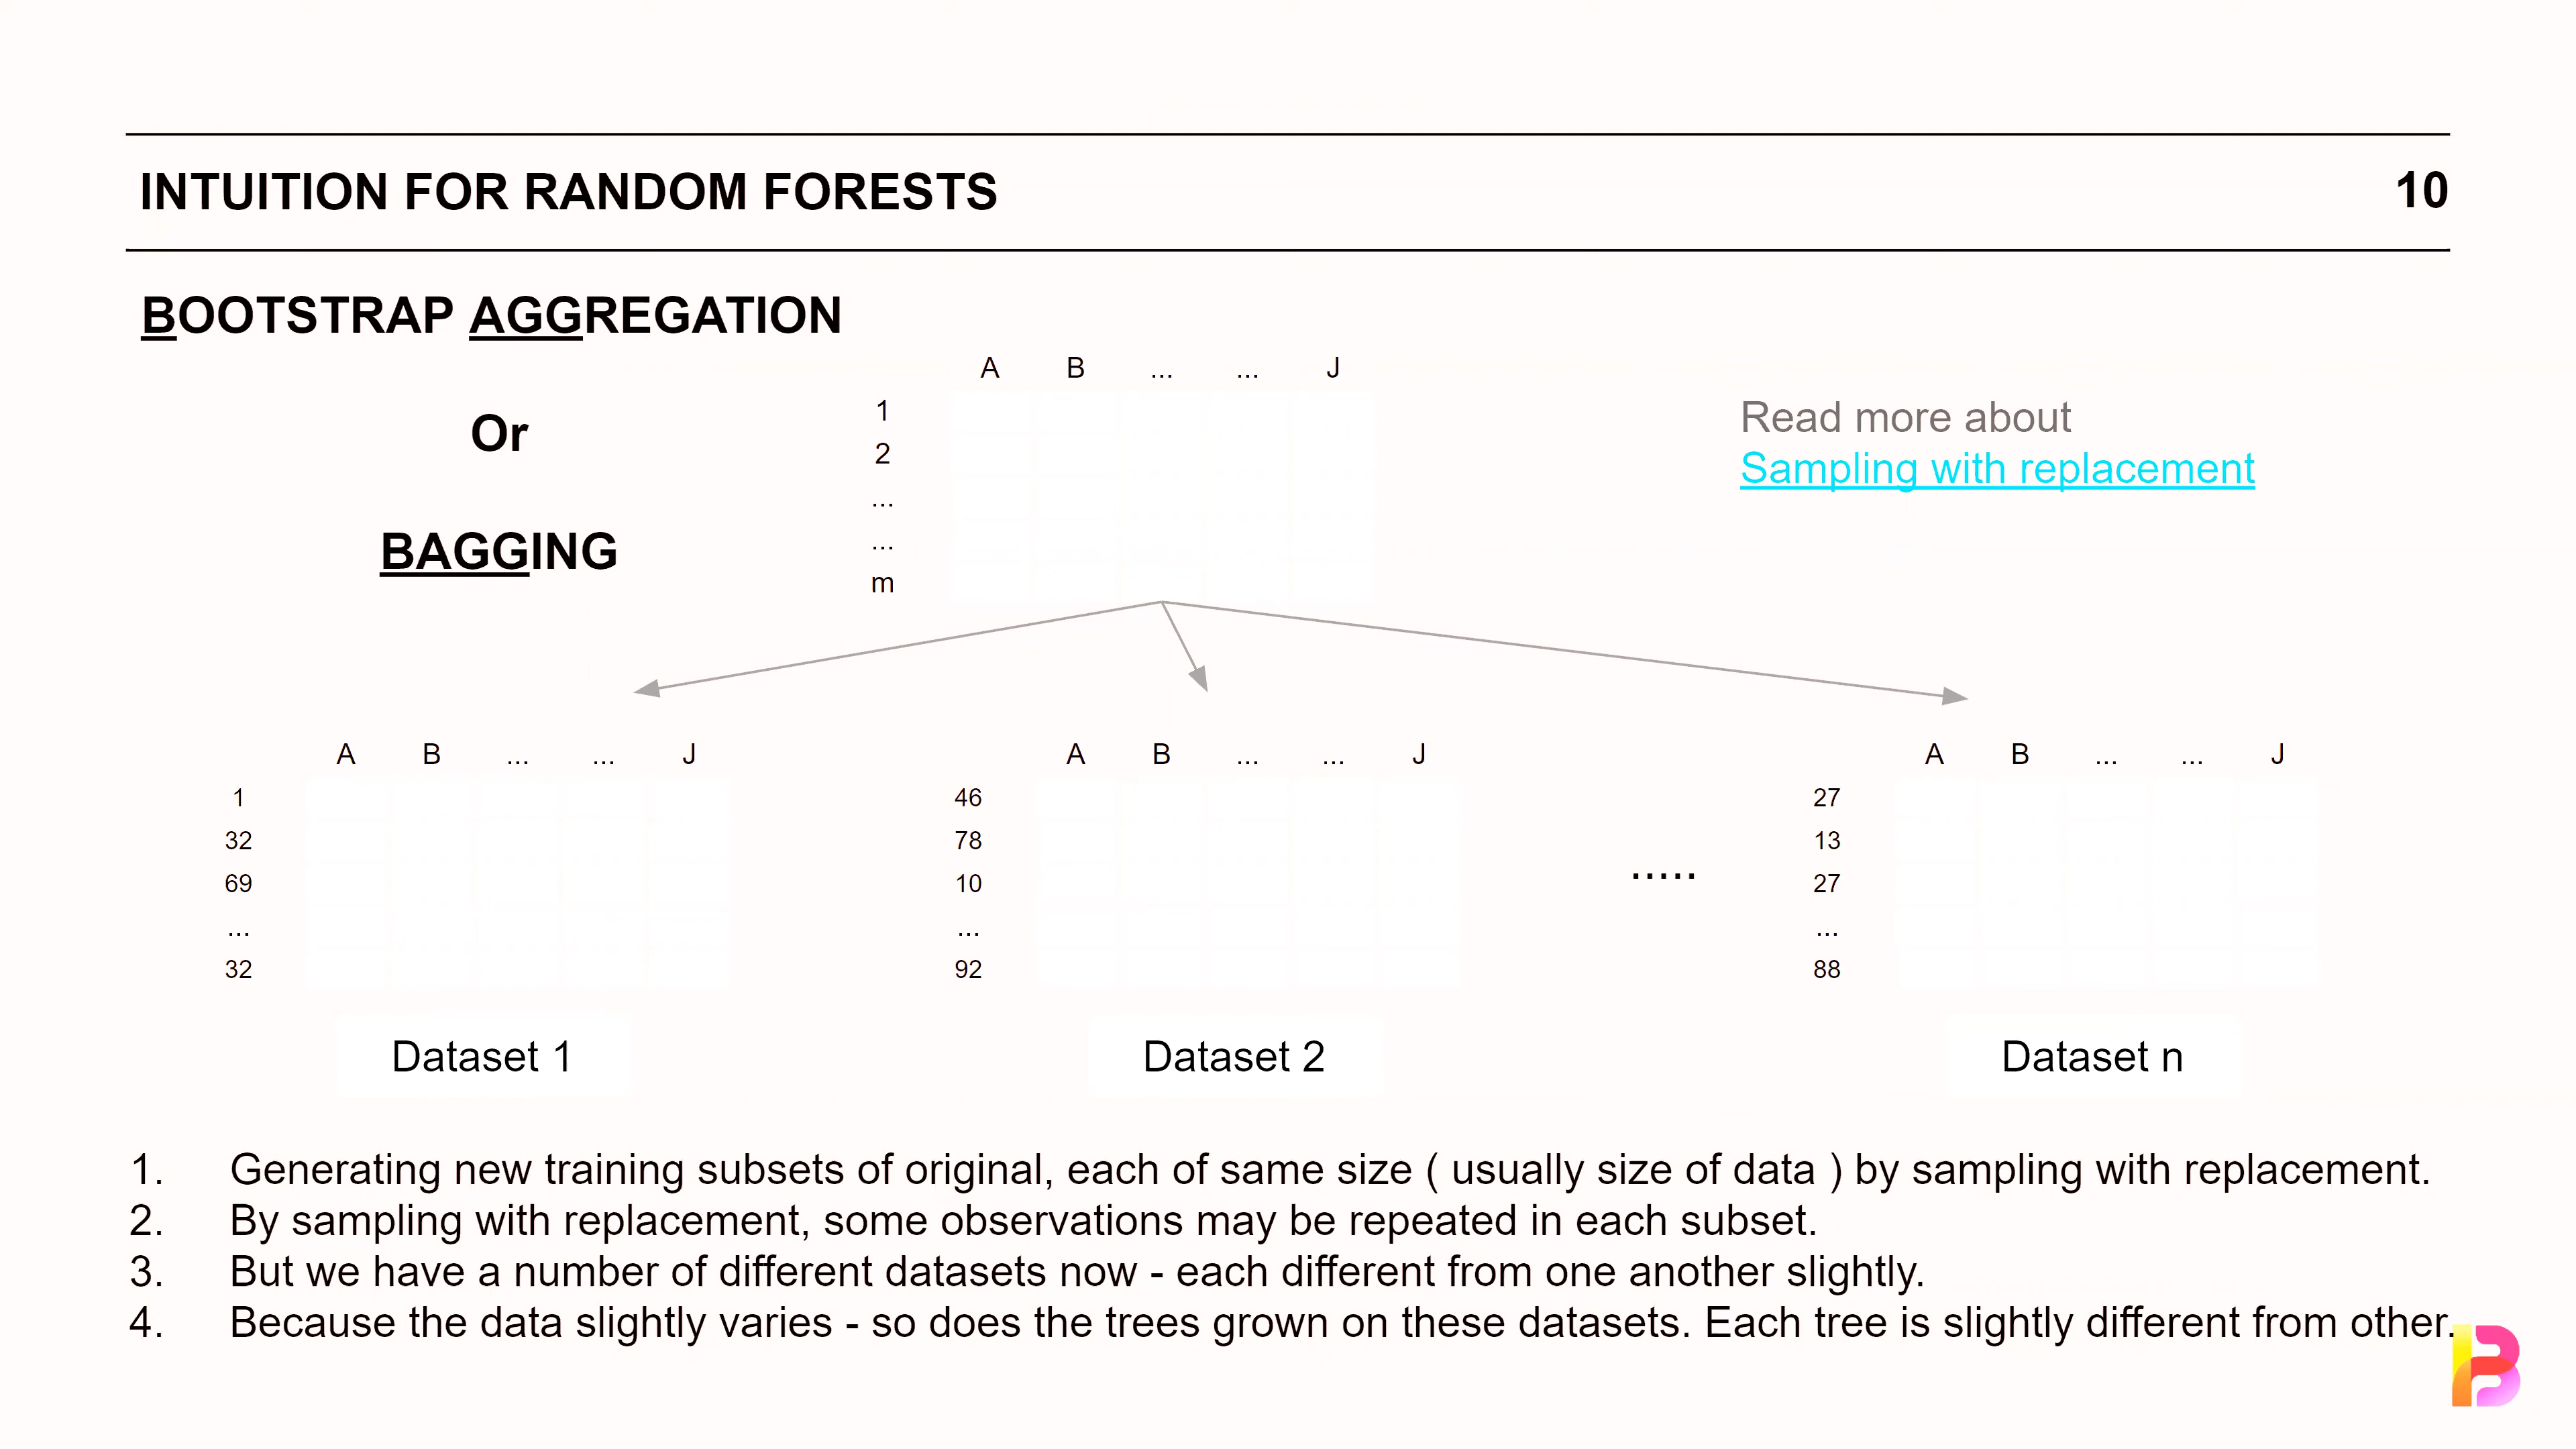 INTUITION FOR RANDOM FORESTS
10
BOOTSTRAP AGGREGATION
Or
BAGGING
A B ... ... J
1
2
...
...
m
Read more about
Sampling with replacement
A B ... ... J
1
32
69
...
32
Dataset 1
A B ... ... J
46
78
10
...
92
Dataset 2
.....
A B ... ... J
27
13
27
...
88
Dataset n
1. Generating new training subsets of original, each of same size ( usually size of data ) by sampling with replacement.
2. By sampling with replacement, some observations may be repeated in each subset.
3. But we have a number of different datasets now - each different from one another slightly.
4. Because the data slightly varies - so does the trees grown on these datasets. Each tree is slightly different from other.